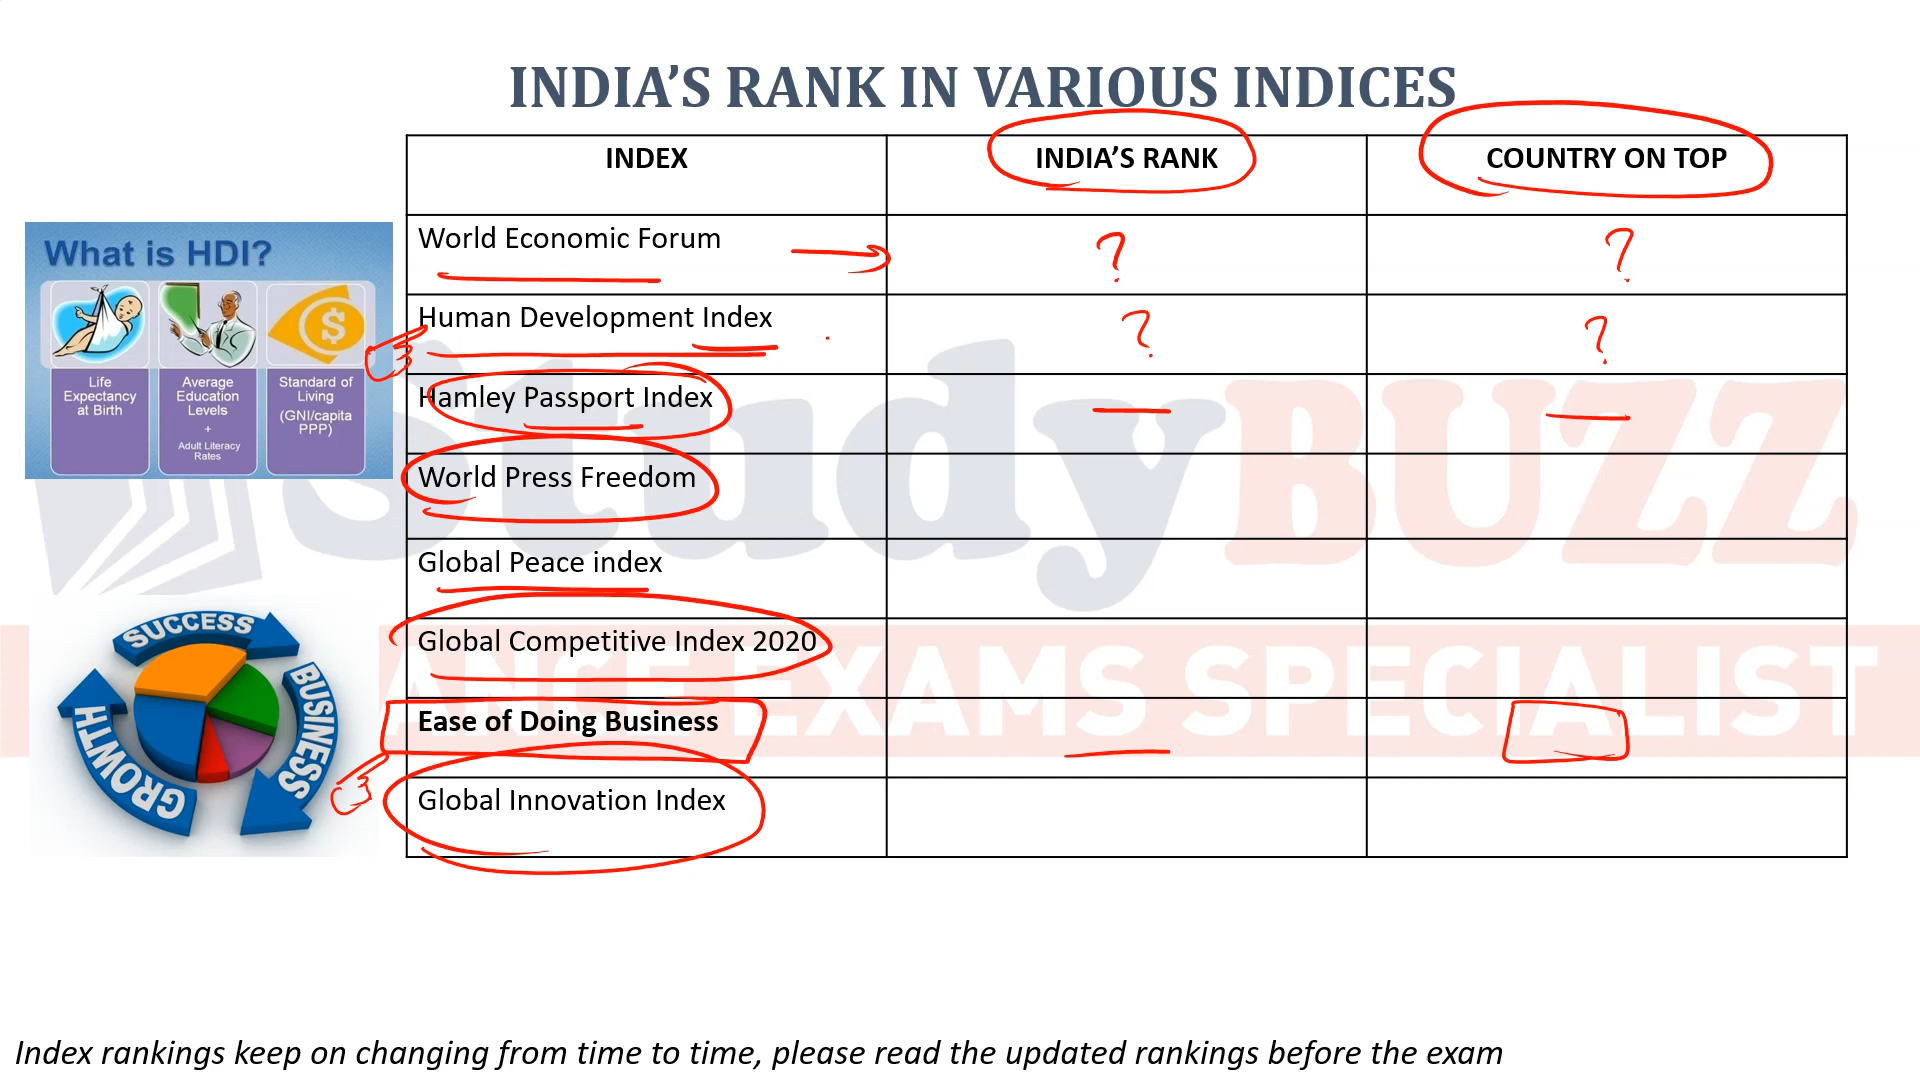 INDIA’S RANK IN VARIOUS INDICES
INDEX INDIA’S RANK COUNTRY ON TOP
World Economic Forum ? ?
Human Development Index ? ?
Hamley Passport Index
World Press Freedom
Global Peace index
Global Competitive Index 2020
Ease of Doing Business
Global Innovation Index
What is HDI?
Life
Expectancy
at Birth
Average
Education
Levels
+
Adult Literacy
Rates
$
Standard of
Living
(GNI/capita
PPP)
SUCCESS
BUSINESS
GROWTH
StudyBUZZ
EXAMS SPECIALIST
Index rankings keep on changing from time to time, please read the updated rankings before the exam